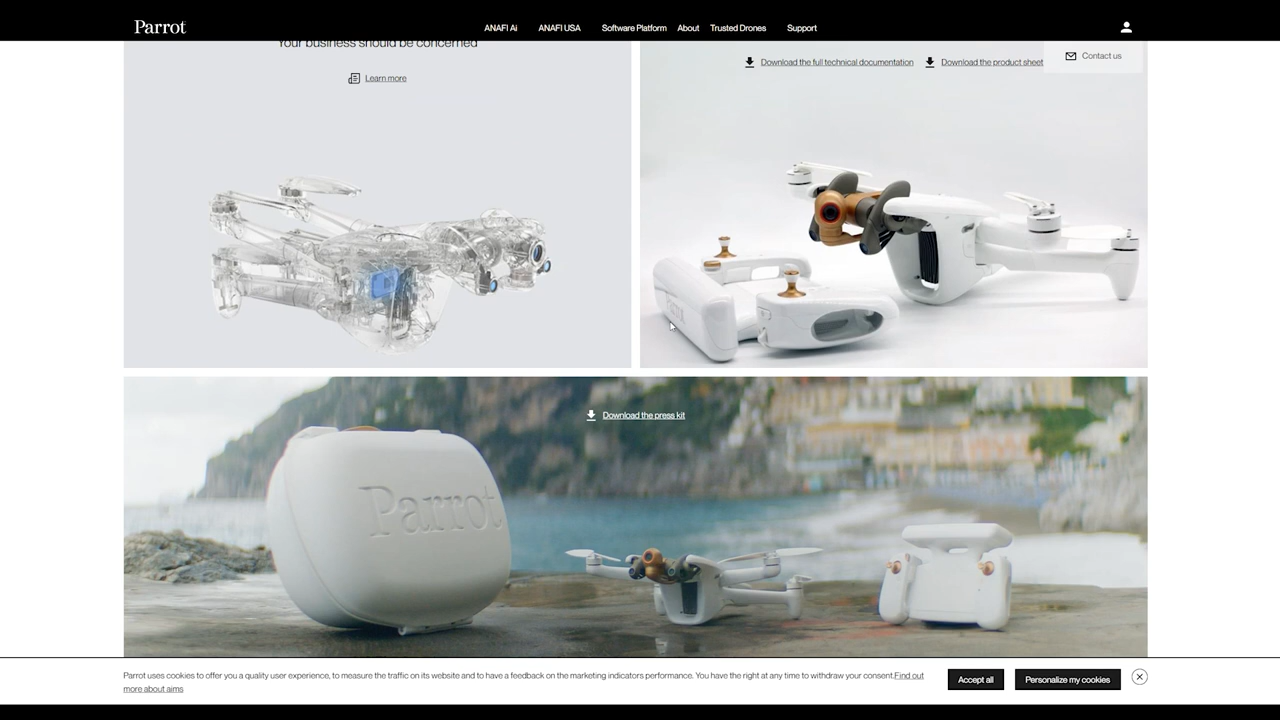 Parrot
ANAFI Ai
ANAFI USA
Software Platform
About
Trusted Drones
Support
Your business should be concerned
Learn more
Download the full technical documentation
Download the product sheet
Contact us
Download the press kit
Parrot
Parrot uses cookies to offer you a quality user experience, to measure the traffic on its website and to have a feedback on the marketing indicators performance. You have the right at any time to withdraw your consent.Find out
more about aims
Accept all
Personalize my cookies